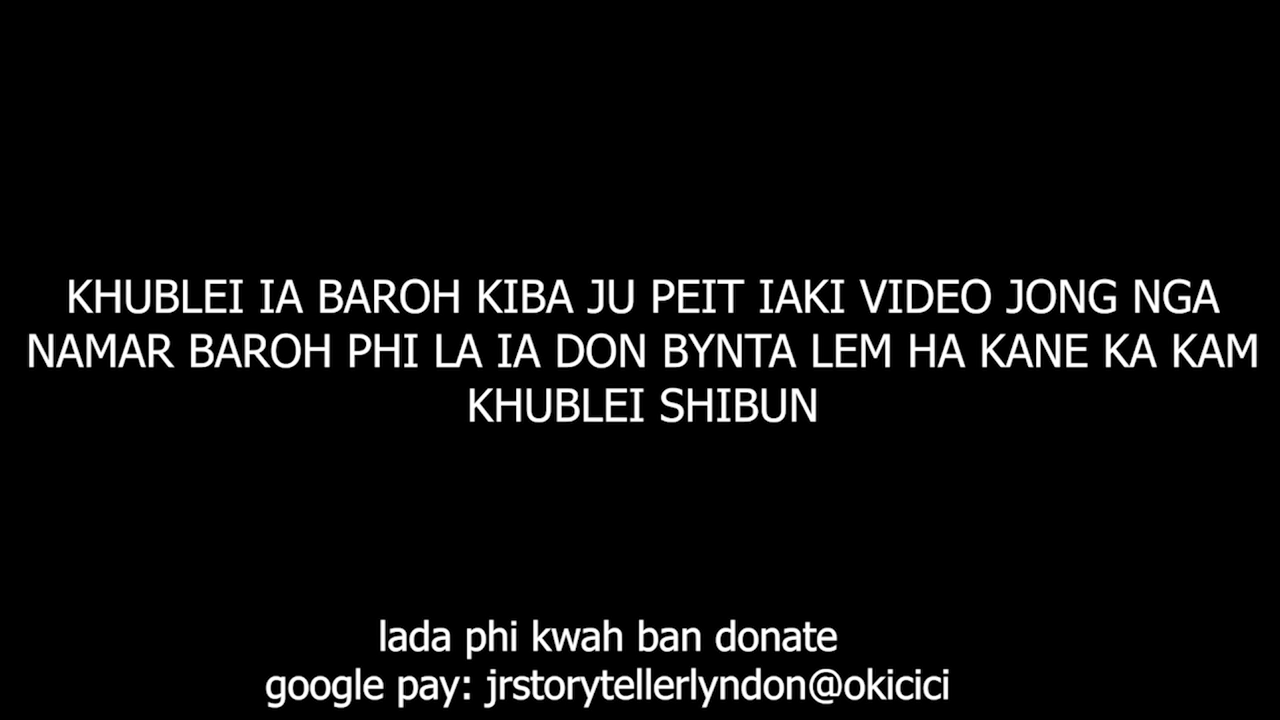 KHUBLEI IA BAROH KIBA JU PEIT IAKI VIDEO JONG NGA
NAMAR BAROH PHI LA IA DON BYNTA LEM HA KANE KA KAM
KHUBLEI SHIBUN
lada phi kwah ban donate
google pay: jrstorytellerlyndon@okicici